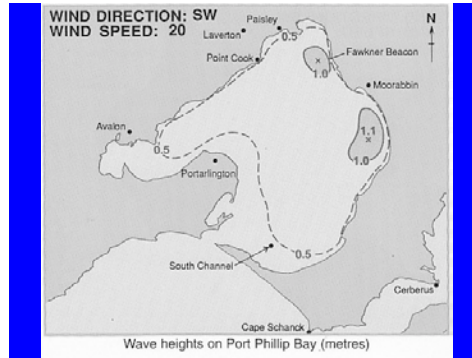 WIND DIRECTION: SW
WIND SPEED: 20
N
Paisley
Laverton
0.5
Point Cook
Fawkner Beacon
1.0
Moorabbin
Avalon
1.1
0.5
1.0
Portarlington
0.5
South Channel
Cerberus
Cape Schanck
Wave heights on Port Phillip Bay (metres)